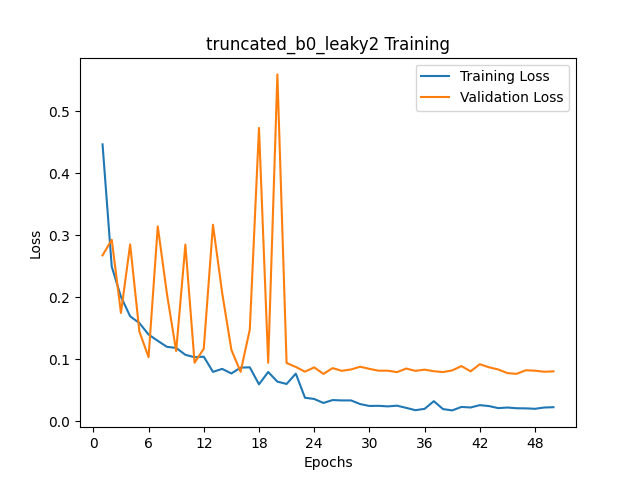 truncated_b0_leaky2 Training
Training Loss
Validation Loss
Loss
0.5
0.4
0.3
0.2
0.1
0.0
0 6 12 18 24 30 36 42 48
Epochs